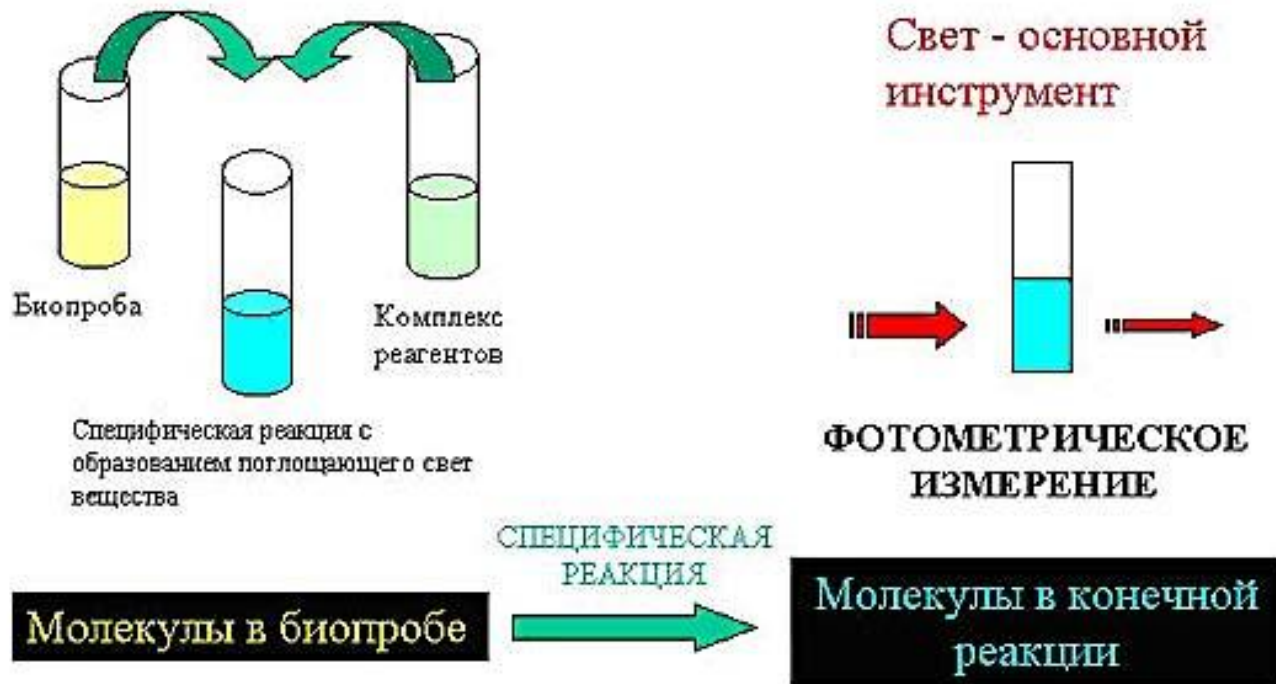 Свет - основной
инструмент
Биопроба
Комплекс
реагентов
Специфическая реакция с
образованием поглощающего свет
вещества
ФОТОМЕТРИЧЕСКОЕ
ИЗМЕРЕНИЕ
СПЕЦИФИЧЕСКАЯ
РЕАКЦИЯ
Молекулы в биопробе
Молекулы в конечной
реакции